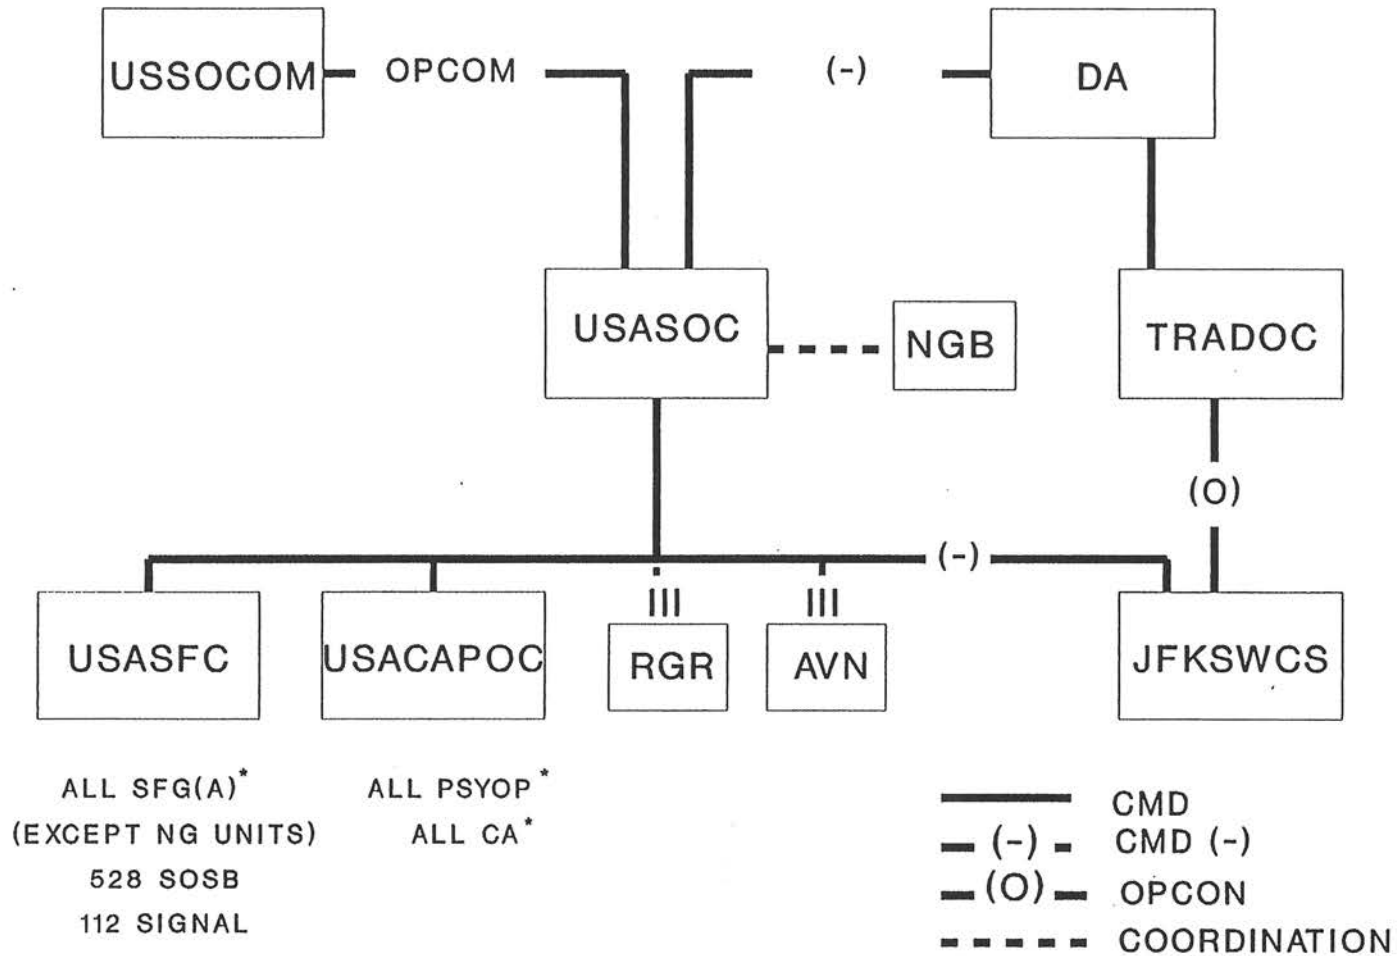 USSOCOM
OPCOM
(-)
DA
USASOC
NGB
TRADOC
(O)
(-)
USASFC
USACAPOC
III
RGR
III
AVN
JFKSWCS
ALL SFG(A)*
(EXCEPT NG UNITS)
528 SOSB
112 SIGNAL
ALL PSYOP*
ALL CA*
CMD
(-) CMD (-)
(O) OPCON
COORDINATION